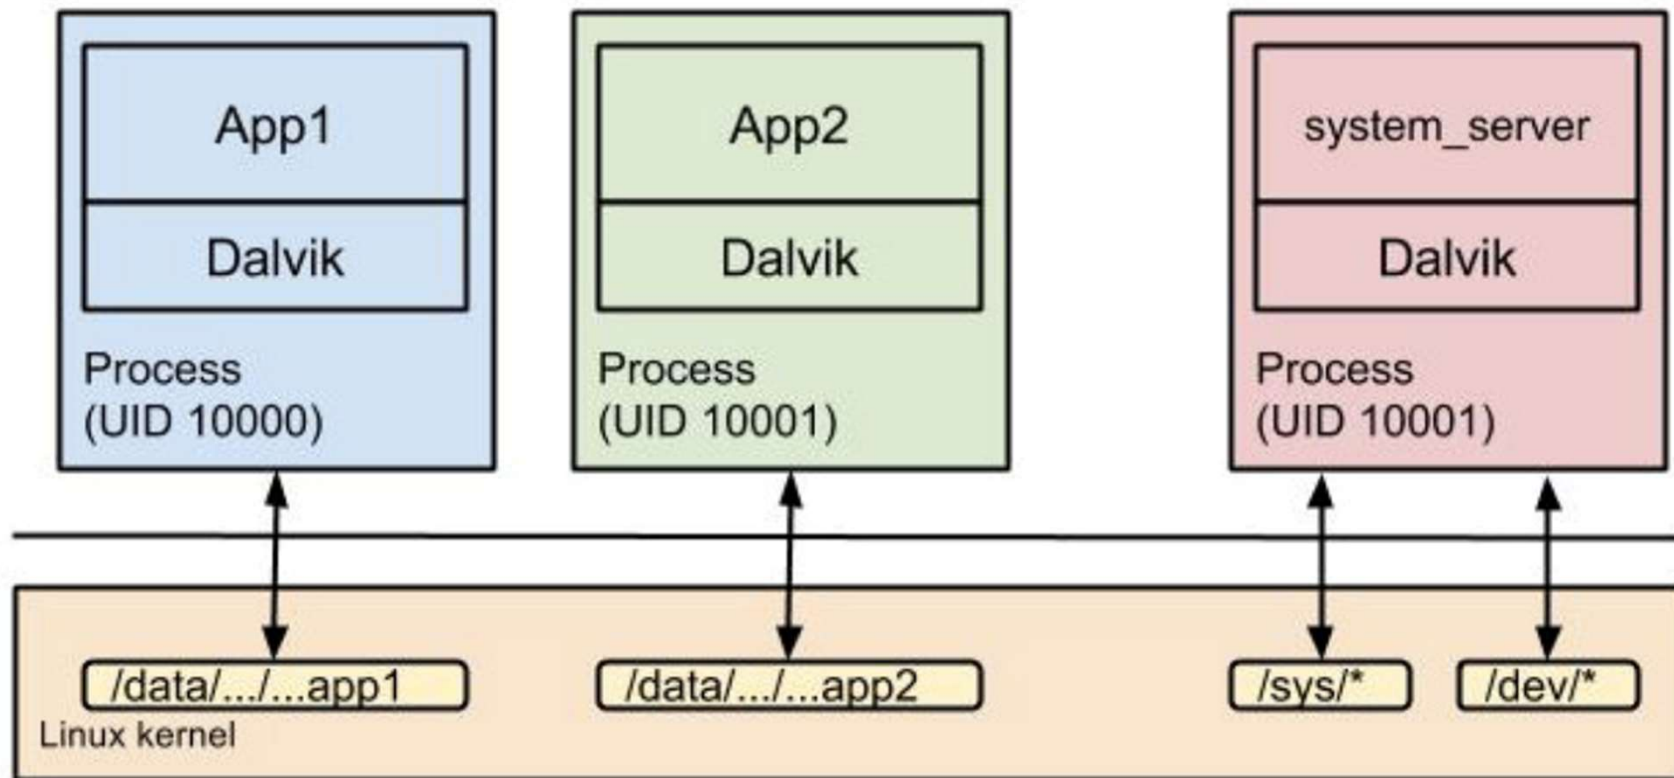 App1
Dalvik
Process
(UID 10000)
App2
Dalvik
Process
(UID 10001)
system_server
Dalvik
Process
(UID 10001)
/data/.../...app1
/data/.../...app2
/sys/*
/dev/*
Linux kernel